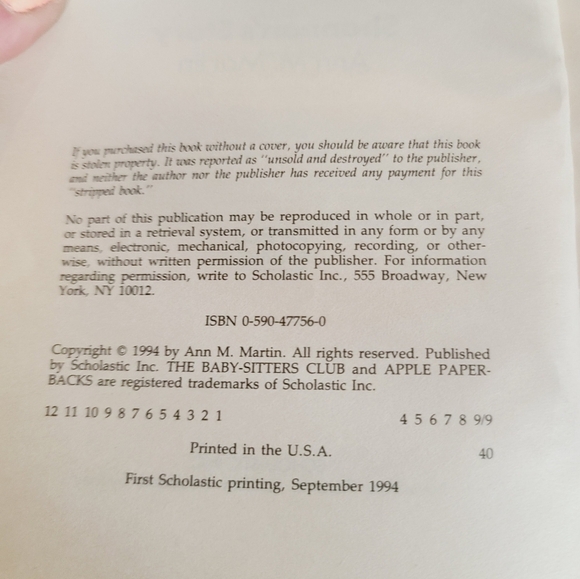 If you purchased this book without a cover, you should be aware that this book
is stolen property. It was reported as "unsold and destroyed" to the publisher,
and neither the author nor the publisher has received any payment for this
"stripped book."
No part of this publication may be reproduced in whole or in part,
or stored in a retrieval system, or transmitted in any form or by any
means, electronic, mechanical, photocopying, recording, or other-
wise, without written permission of the publisher. For information
regarding permission, write to Scholastic Inc., 555 Broadway, New
York, NY 10012.
ISBN 0-590-47756-0
Copyright © 1994 by Ann M. Martin. All rights reserved. Published
by Scholastic Inc. THE BABY-SITTERS CLUB and APPLE PAPER-
BACKS are registered trademarks of Scholastic Inc.
12 11 10 9 8 7 6 5 4 3 2 1 4 5 6 7 8 9/9
Printed in the U.S.A. 40
First Scholastic printing, September 1994